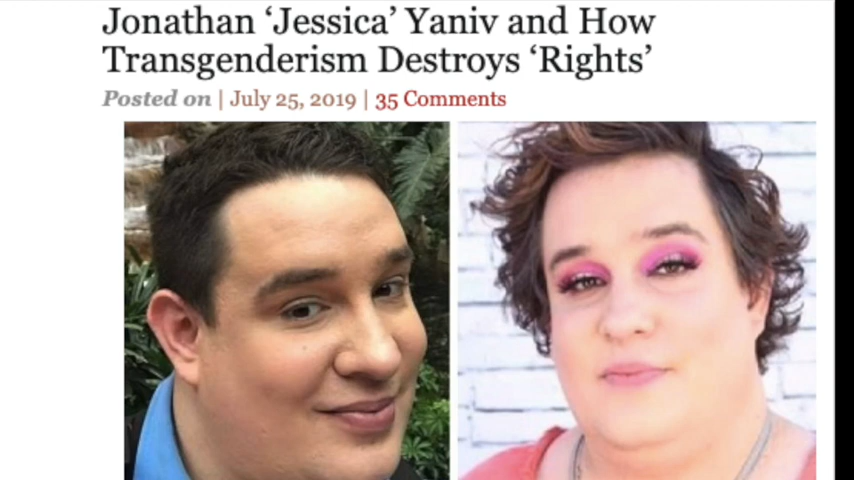 Jonathan ‘Jessica’ Yaniv and How
Transgenderism Destroys ‘Rights’
Posted on | July 25, 2019 | 35 Comments